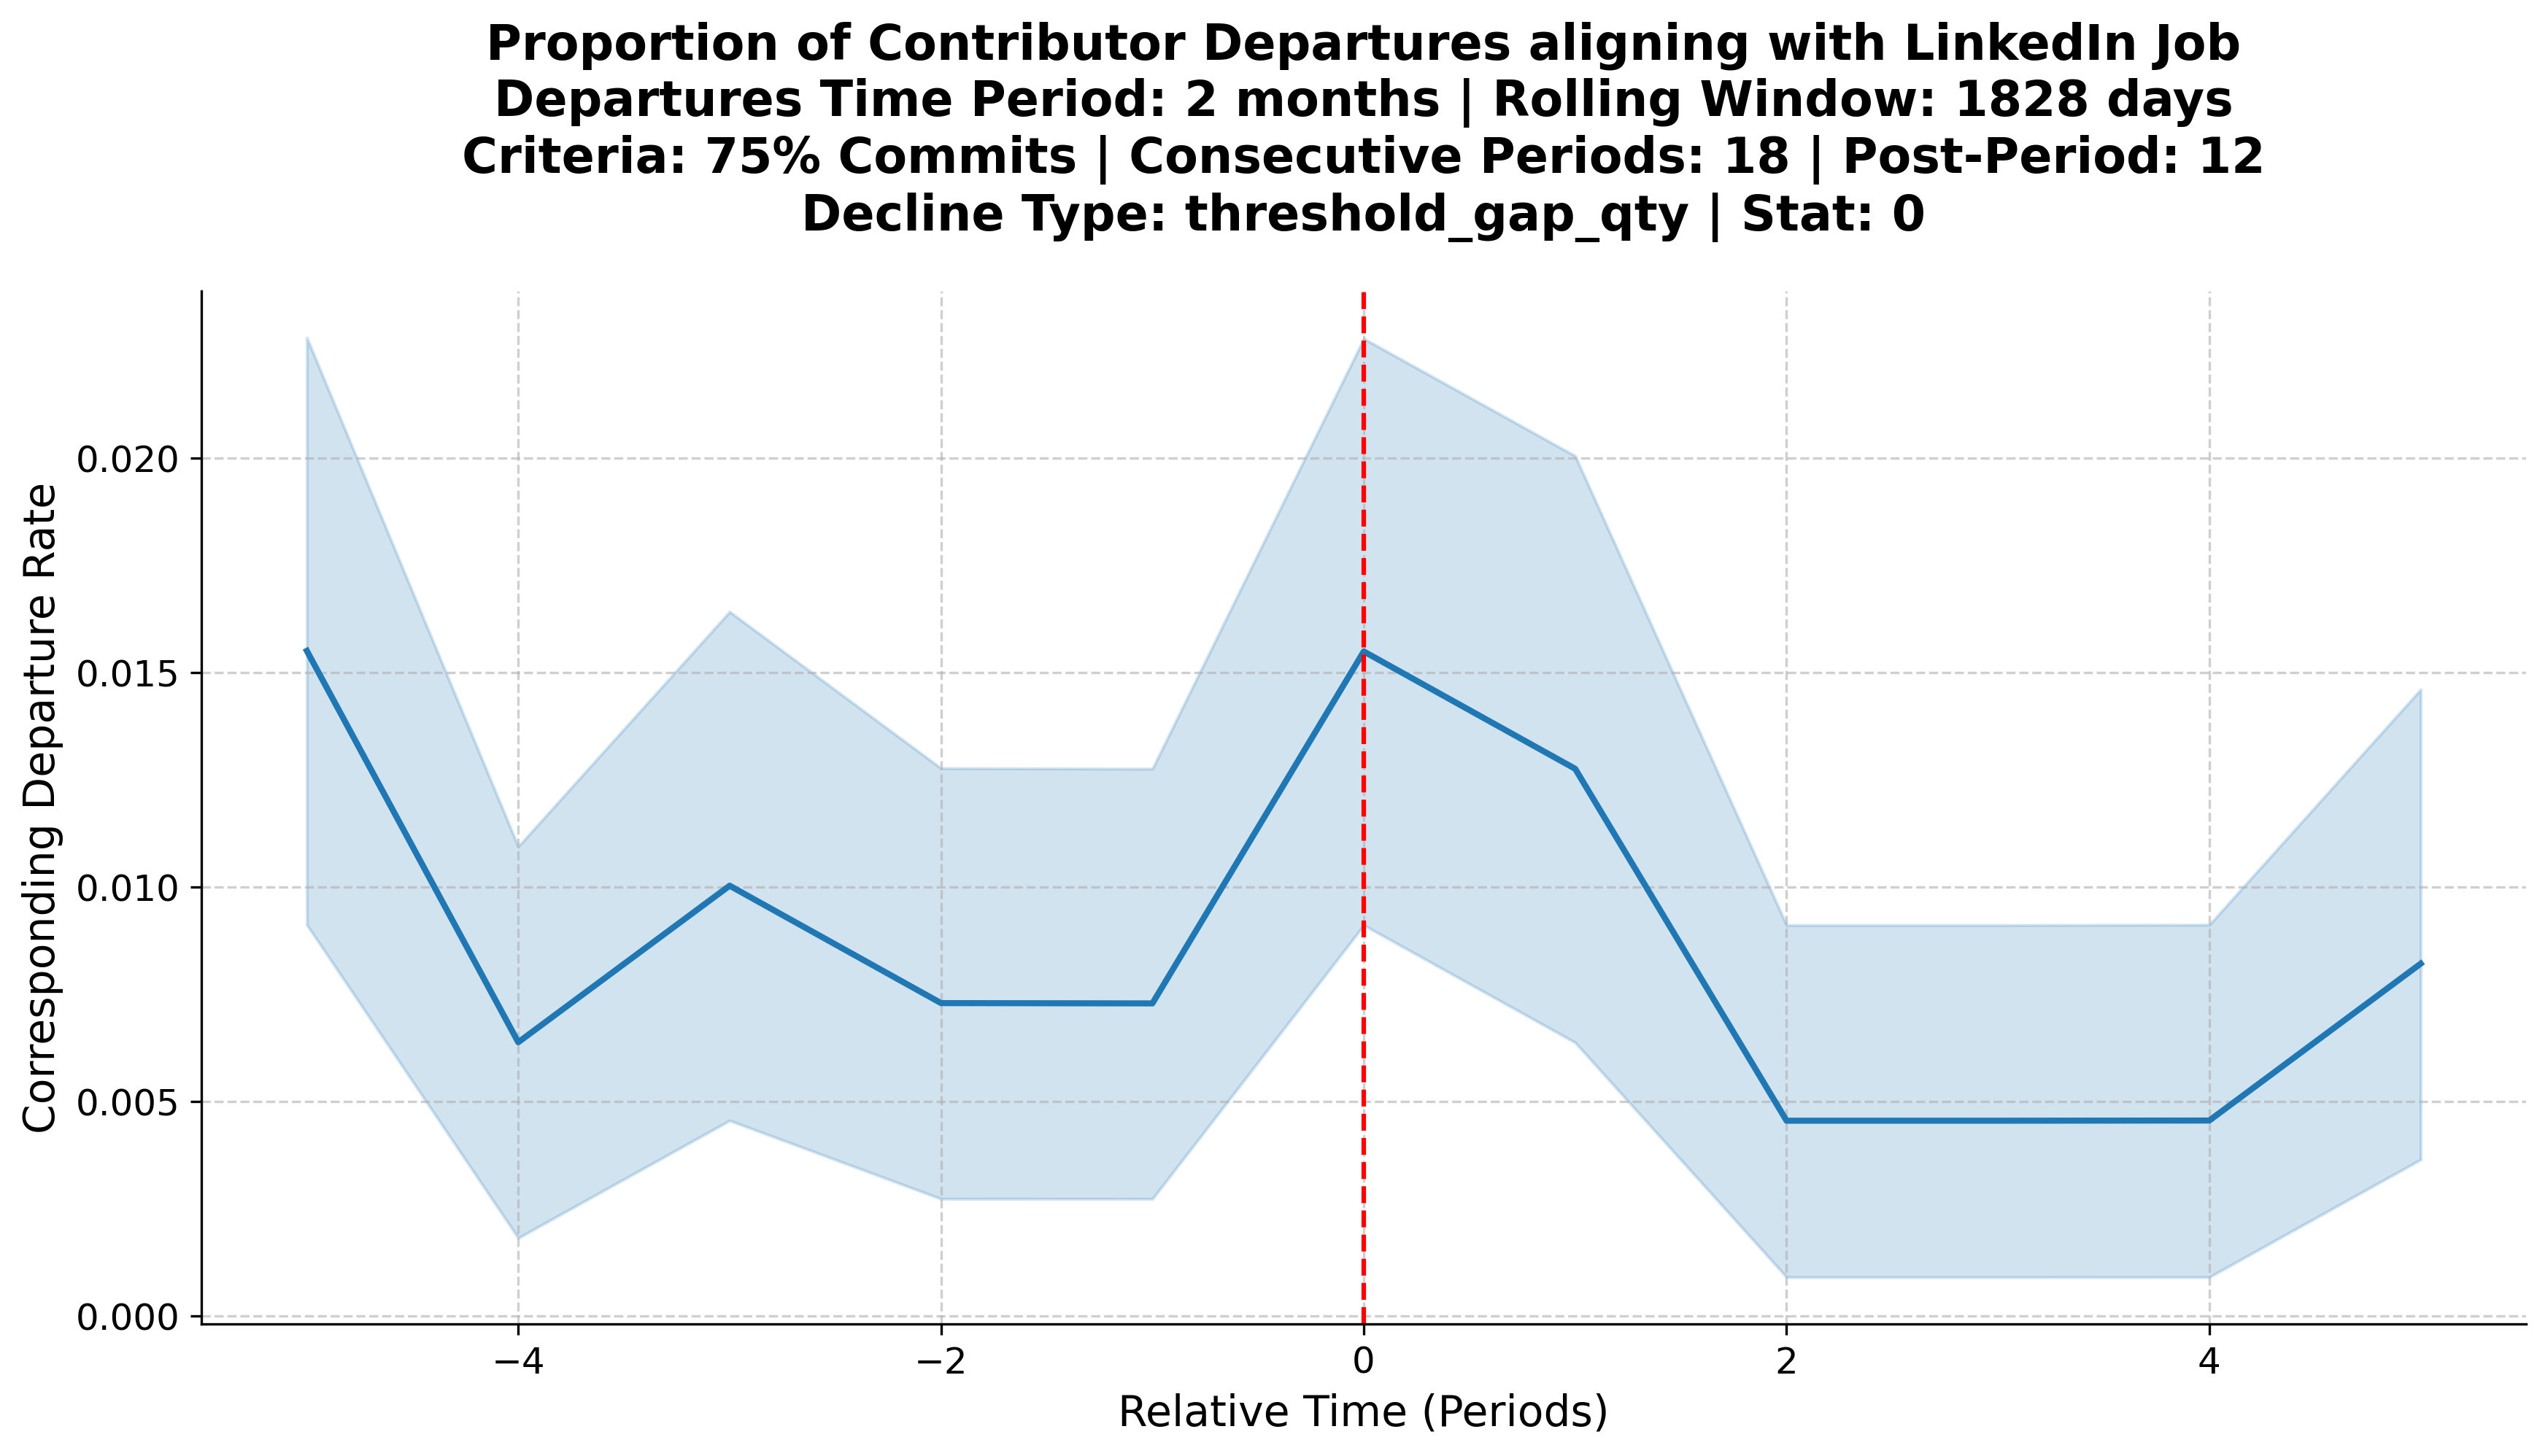 Proportion of Contributor Departures aligning with LinkedIn Job
Departures Time Period: 2 months | Rolling Window: 1828 days
Criteria: 75% Commits | Consecutive Periods: 18 | Post-Period: 12
Decline Type: threshold_gap_qty | Stat: 0
Corresponding Departure Rate
0.020
0.015
0.010
0.005
0.000
−4
−2
0
2
4
Relative Time (Periods)